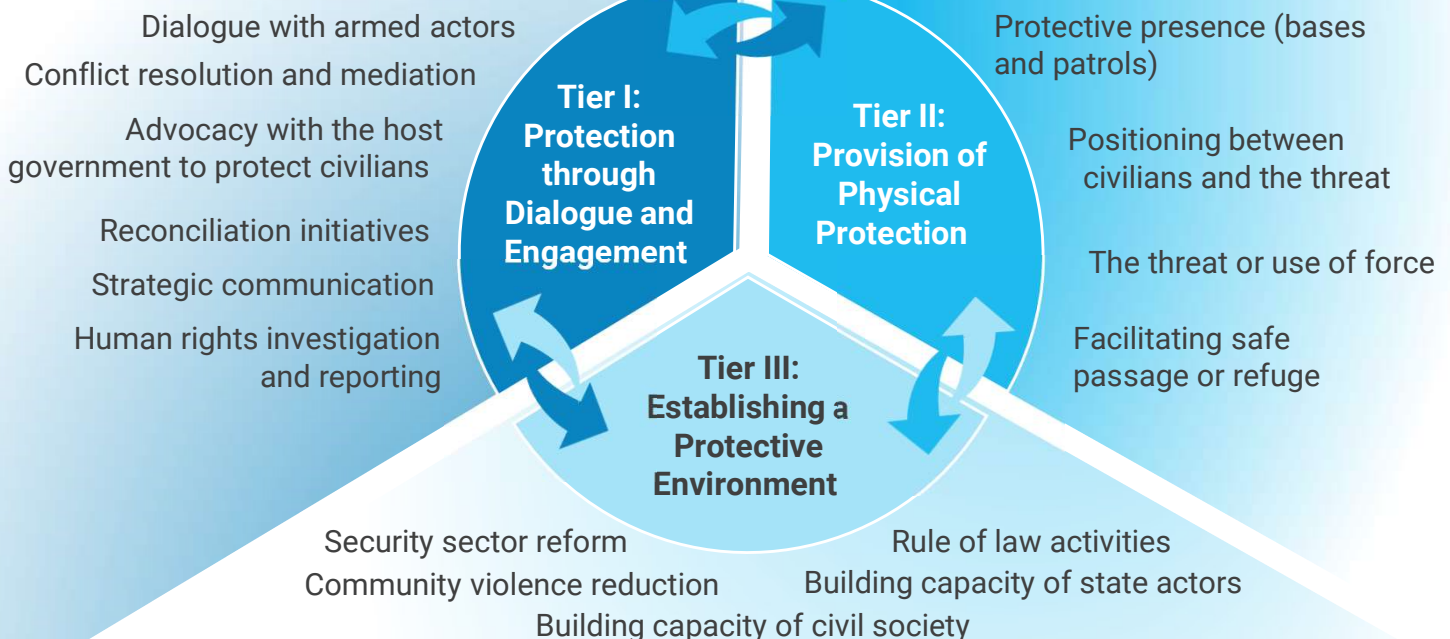 Dialogue with armed actors
Conflict resolution and mediation
Advocacy with the host
government to protect civilians
Reconciliation initiatives
Strategic communication
Human rights investigation
and reporting
Tier I:
Protection
through
Dialogue and
Engagement
Tier II:
Provision of
Physical
Protection
Protective presence (bases
and patrols)
Positioning between
civilians and the threat
The threat or use of force
Facilitating safe
passage or refuge
Tier III:
Establishing a
Protective
Environment
Security sector reform
Rule of law activities
Community violence reduction
Building capacity of state actors
Building capacity of civil society